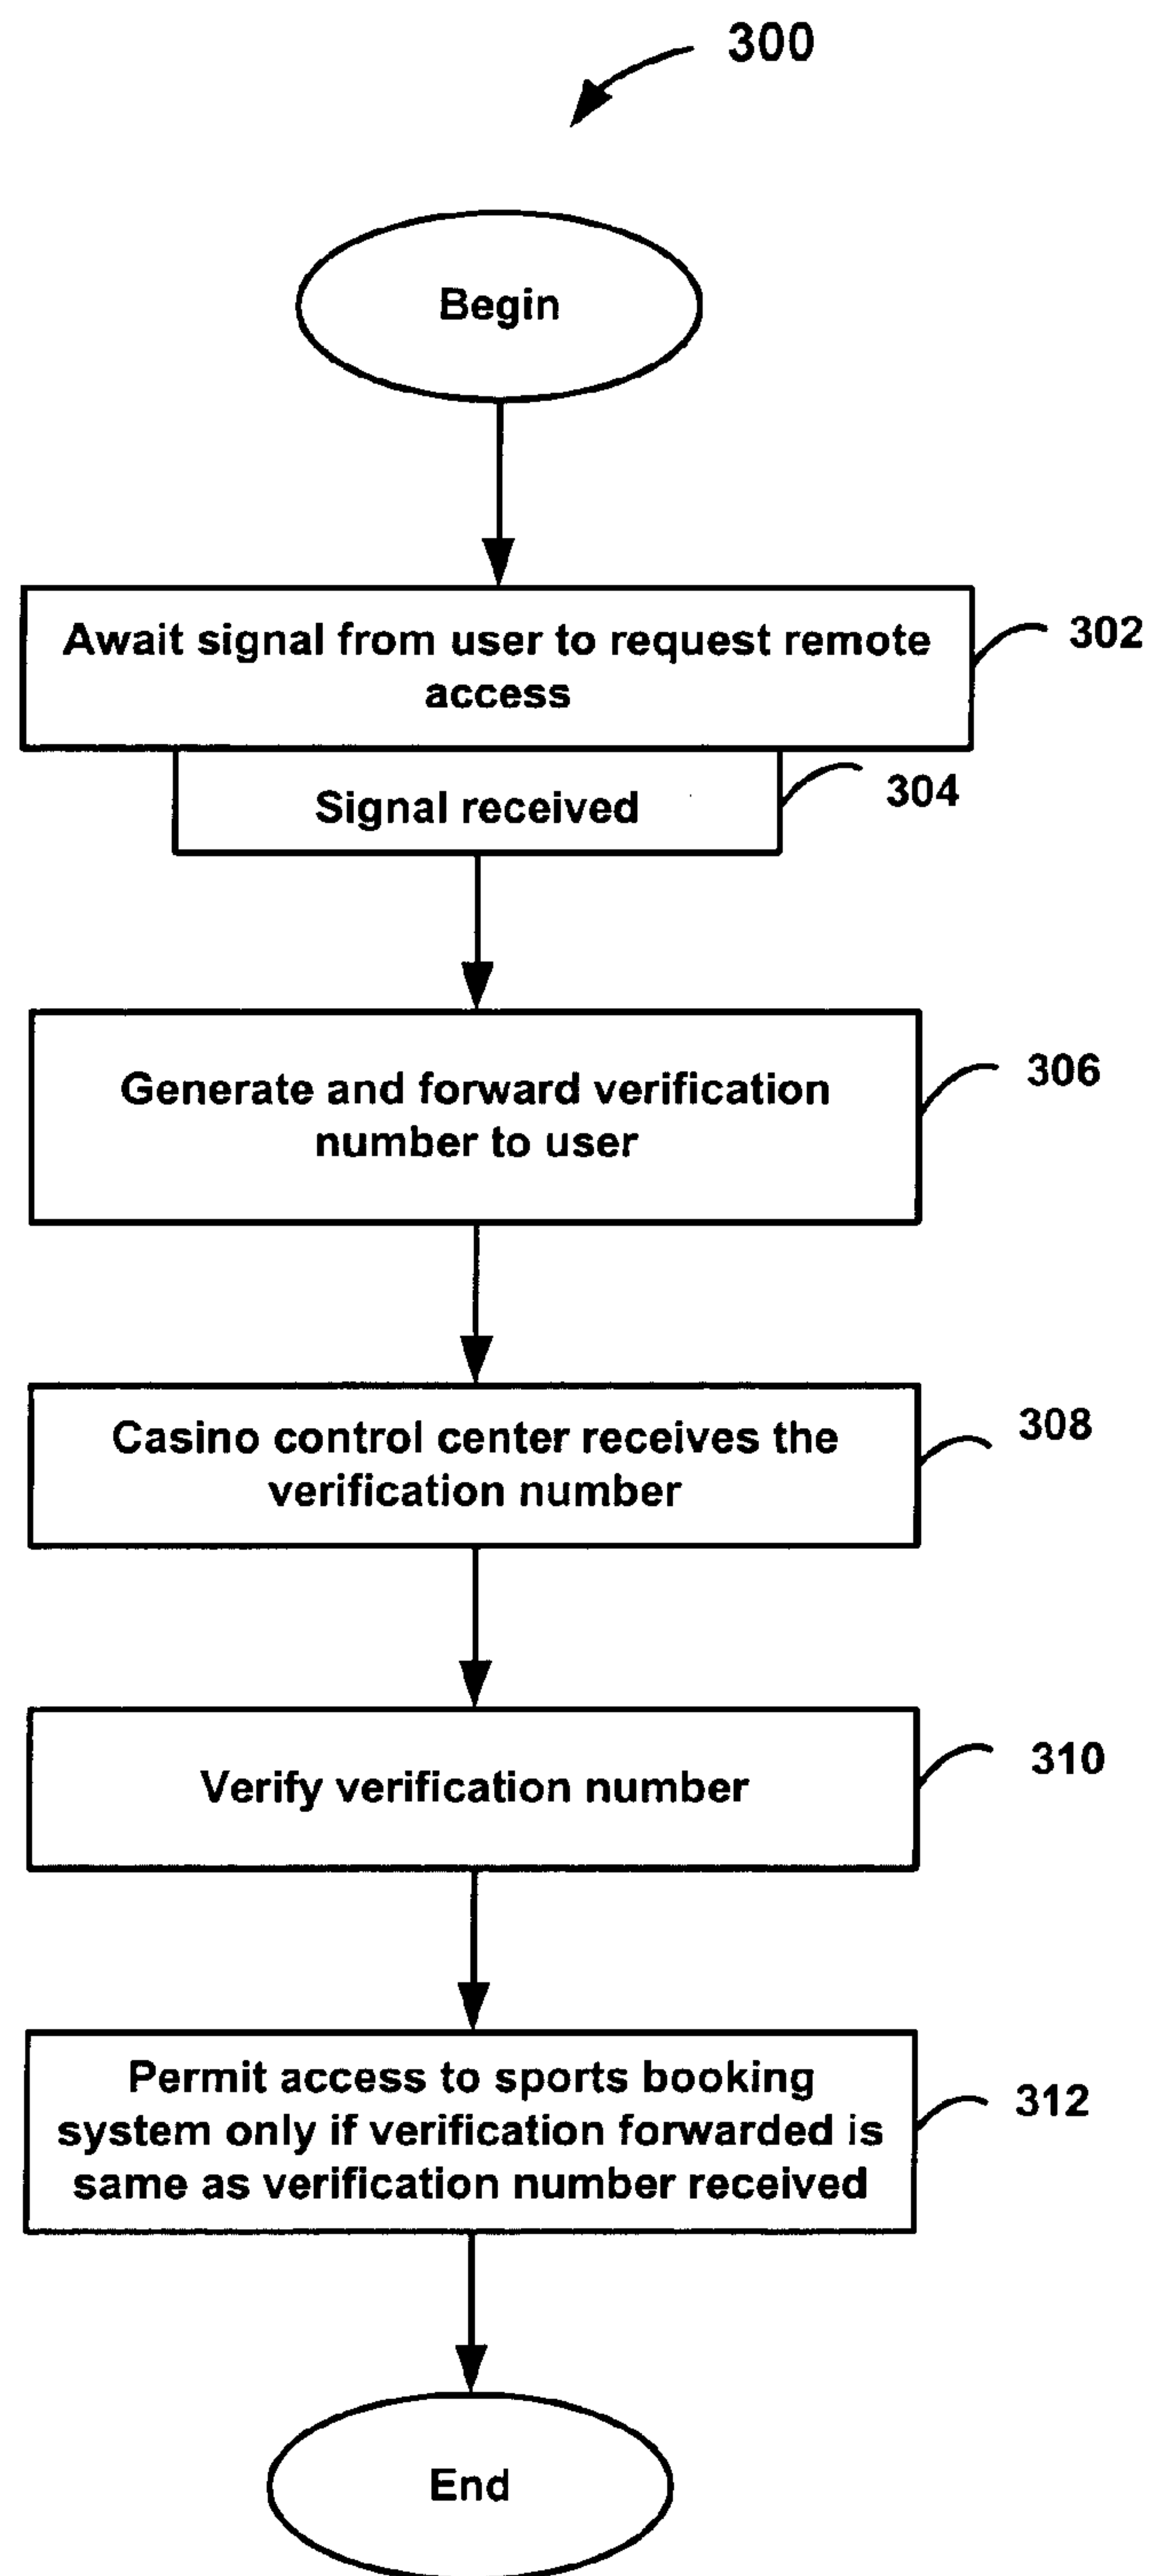 300
Begin
Await signal from user to request remote
access
302
Signal received
304
Generate and forward verification
number to user
306
Casino control center receives the
verification number
308
Verify verification number
310
Permit access to sports booking
system only if verification forwarded is
same as verification number received
312
End